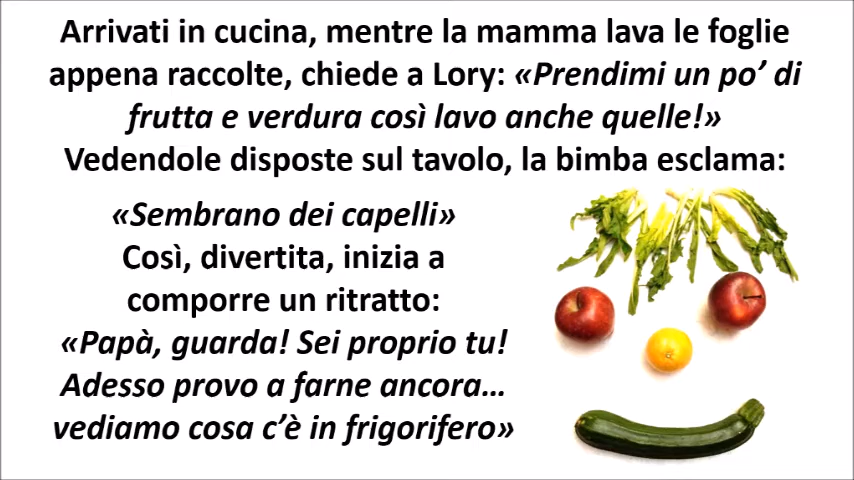 Arrivati in cucina, mentre la mamma lava le foglie
appena raccolte, chiede a Lory: «Prendimi un po’ di
frutta e verdura così lavo anche quelle!»
Vedendole disposte sul tavolo, la bimba esclama:
«Sembrano dei capelli»
Così, divertita, inizia a
comporre un ritratto:
«Papà, guarda! Sei proprio tu!
Adesso provo a farne ancora…
vediamo cosa c’è in frigorifero»